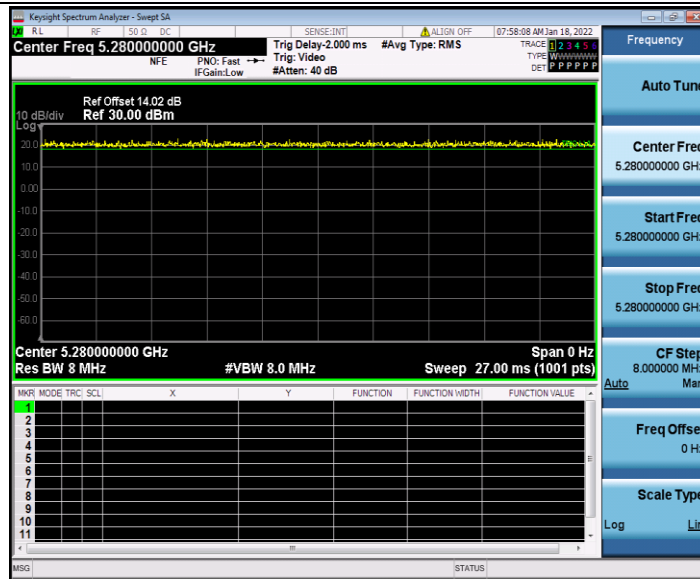 Keysight Spectrum Analyzer - Swept SA
RL RF 50 Ω DC SENSE:INT ALIGN OFF 07:58:08 AM Jan 18, 2022
Center Freq 5.280000000 GHz
NFE
PNO: Fast
IFGain:Low
Trig Delay-2.000 ms
Trig: Video
#Atten: 40 dB
#Avg Type: RMS
TRACE 1 2 3 4 5 6
TYPE WWWWWW
DET P P P P P P
Ref Offset 14.02 dB
10 dB/div Ref 30.00 dBm
Log
20.0
10.0
0.00
-10.0
-20.0
-30.0
-40.0
-50.0
-60.0
Center 5.280000000 GHz Span 0 Hz
Res BW 8 MHz #VBW 8.0 MHz Sweep 27.00 ms (1001 pts)
MKR MODE TRC SCL X Y FUNCTION FUNCTION WIDTH FUNCTION VALUE
1
2
3
4
5
6
7
8
9
10
11
MSG STATUS
Frequency
Auto Tune
Center Freq
5.280000000 GHz
Start Freq
5.280000000 GHz
Stop Freq
5.280000000 GHz
CF Step
8.000000 MHz
Auto Man
Freq Offset
0 Hz
Scale Type
Log Lin